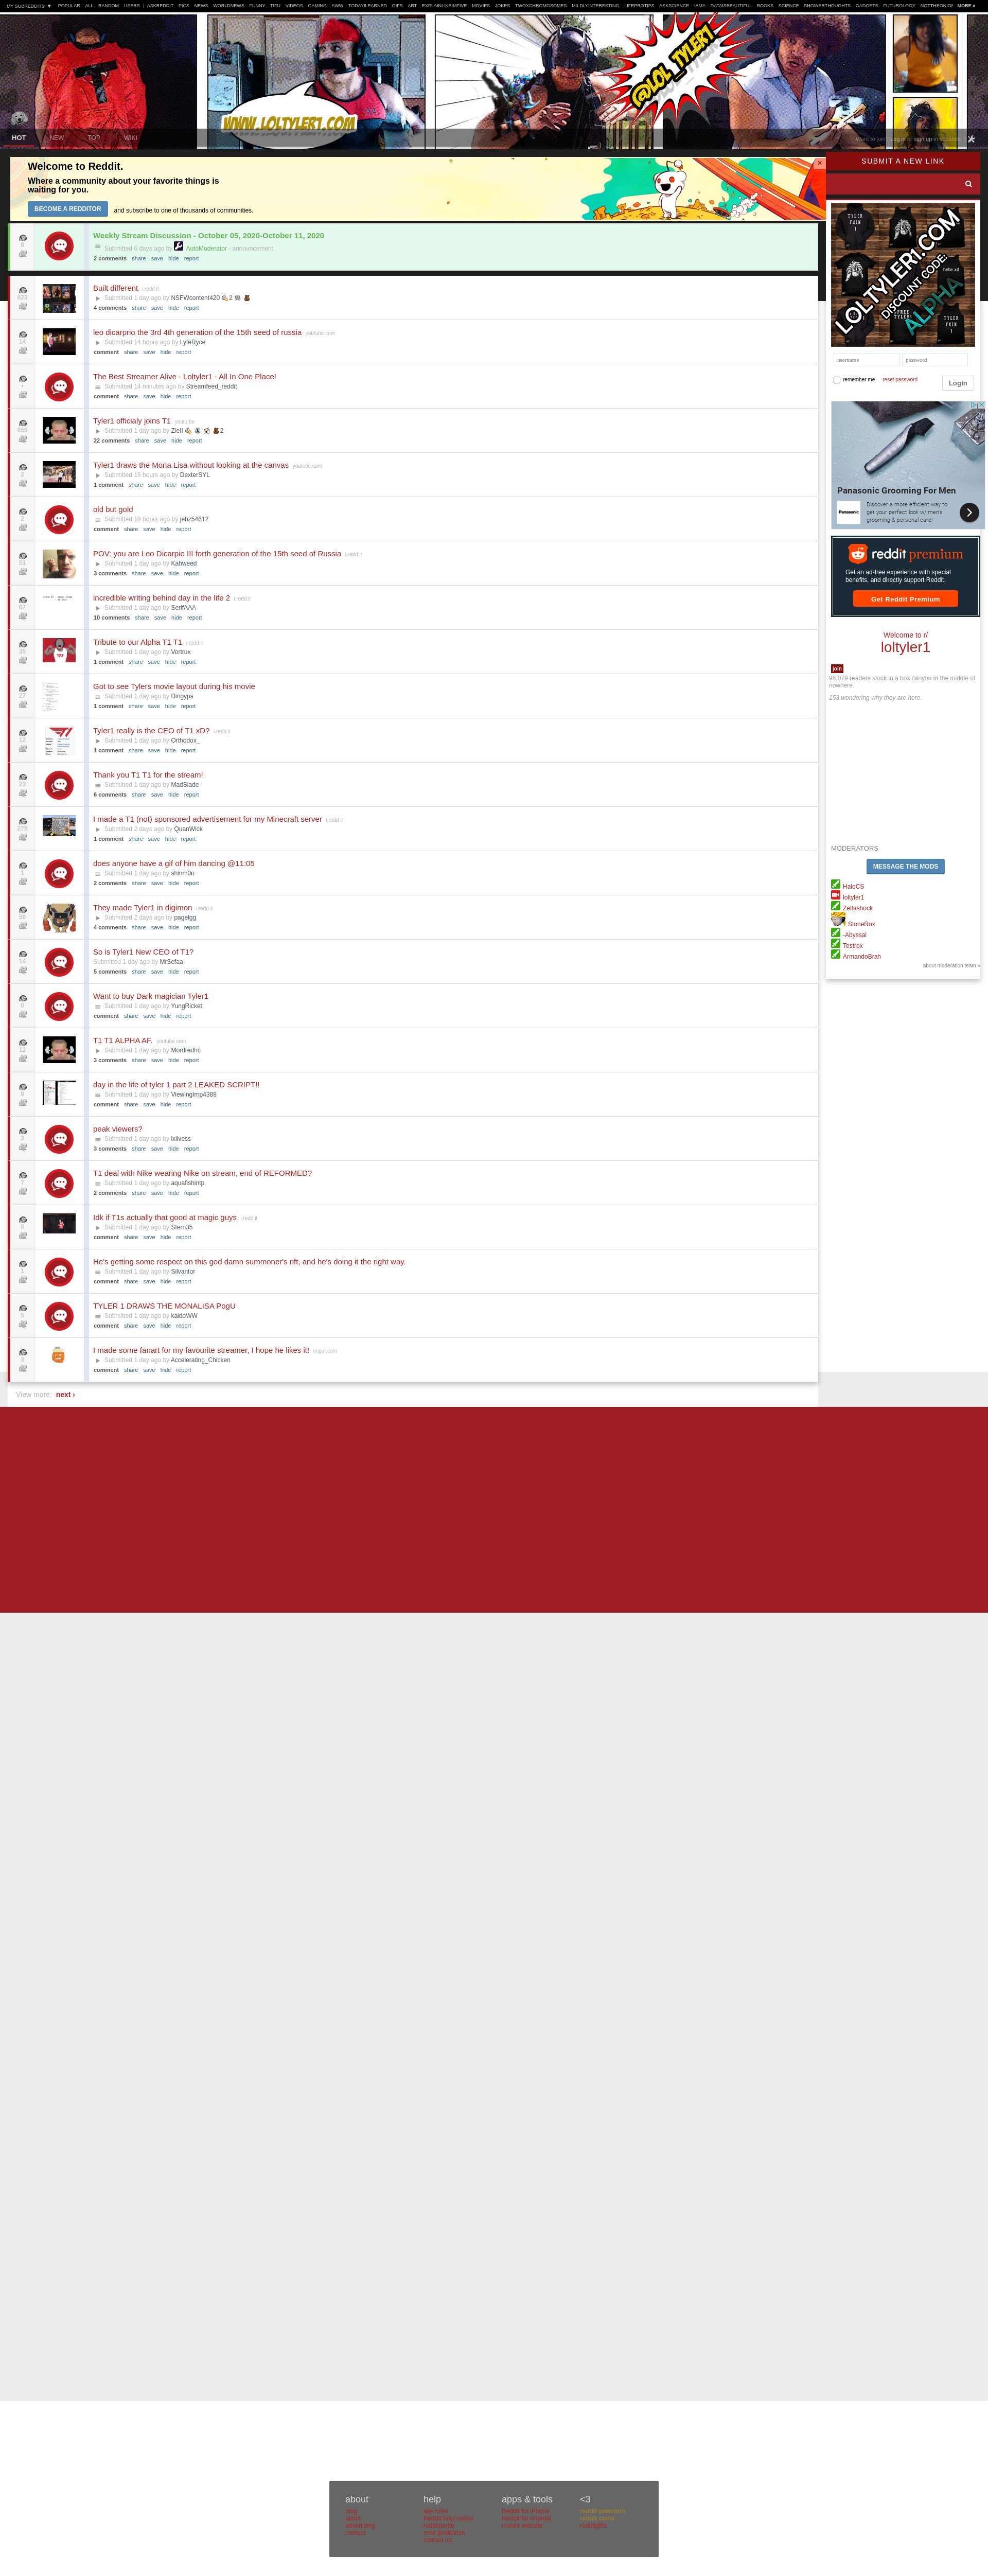 MY SUBREDDITS ▼ POPULAR ALL RANDOM USERS | ASKREDDIT PICS NEWS WORLDNEWS FUNNY TIFU VIDEOS GAMING AWW TODAYILEARNED GIFS ART EXPLAINLIKEIMFIVE MOVIES JOKES TWOXCHROMOSOMES MILDLYINTERESTING LIFEPROTIPS ASKSCIENCE IAMA DATAISBEAUTIFUL BOOKS SCIENCE SHOWERTHOUGHTS GADGETS FUTUROLOGY NOTTHEONION MORE »
WWW.LOLTYLER1.COM
@LOL_TYLER1
HOT NEW TOP WIKI
Welcome to Reddit.
Where a community about your favorite things is
waiting for you.
BECOME A REDDITOR and subscribe to one of thousands of communities.
×
SUBMIT A NEW LINK
8
Weekly Stream Discussion - October 05, 2020-October 11, 2020
Submitted 6 days ago by AutoModerator - announcement
2 comments share save hide report
623
Built different i.redd.it
Submitted 1 day ago by NSFWcontent420 2
4 comments share save hide report
14
leo dicarprio the 3rd 4th generation of the 15th seed of russia youtube.com
Submitted 14 hours ago by LyfeRyce
comment share save hide report
•
The Best Streamer Alive - Loltyler1 - All In One Place!
Submitted 14 minutes ago by Streamfeed_reddit
comment share save hide report
656
Tyler1 officialy joins T1 youtu.be
Submitted 1 day ago by Ziell 2
22 comments share save hide report
2
Tyler1 draws the Mona Lisa without looking at the canvas youtube.com
Submitted 16 hours ago by DexterSYL
1 comment share save hide report
2
old but gold
Submitted 19 hours ago by jebz54612
comment share save hide report
51
POV: you are Leo Dicarpio III forth generation of the 15th seed of Russia i.redd.it
Submitted 1 day ago by Kahweed
3 comments share save hide report
67
incredible writing behind day in the life 2 i.redd.it
Submitted 1 day ago by SerifAAA
10 comments share save hide report
35
Tribute to our Alpha T1 T1 i.redd.it
Submitted 1 day ago by Vortrux
1 comment share save hide report
27
Got to see Tylers movie layout during his movie
Submitted 1 day ago by Dingyps
1 comment share save hide report
12
Tyler1 really is the CEO of T1 xD? i.redd.it
Submitted 1 day ago by Orthodox_
1 comment share save hide report
23
Thank you T1 T1 for the stream!
Submitted 1 day ago by MadSlade
6 comments share save hide report
275
I made a T1 (not) sponsored advertisement for my Minecraft server i.redd.it
Submitted 2 days ago by QuanWick
1 comment share save hide report
1
does anyone have a gif of him dancing @11:05
Submitted 1 day ago by shinm0n
2 comments share save hide report
98
They made Tyler1 in digimon i.redd.it
Submitted 2 days ago by pagelgg
4 comments share save hide report
14
So is Tyler1 New CEO of T1?
Submitted 1 day ago by MrSefaa
5 comments share save hide report
0
Want to buy Dark magician Tyler1
Submitted 1 day ago by YungRicket
comment share save hide report
12
T1 T1 ALPHA AF. youtube.com
Submitted 1 day ago by Mordredhc
3 comments share save hide report
6
day in the life of tyler 1 part 2 LEAKED SCRIPT!!
Submitted 1 day ago by ViewingImp4388
comment share save hide report
3
peak viewers?
Submitted 1 day ago by ixlivess
3 comments share save hide report
7
T1 deal with Nike wearing Nike on stream, end of REFORMED?
Submitted 1 day ago by aquafishintp
2 comments share save hide report
8
Idk if T1s actually that good at magic guys i.redd.it
Submitted 1 day ago by Stern35
comment share save hide report
1
He's getting some respect on this god damn summoner's rift, and he's doing it the right way.
Submitted 1 day ago by Silvantor
comment share save hide report
5
TYLER 1 DRAWS THE MONALISA PogU
Submitted 1 day ago by kaidoWW
comment share save hide report
3
I made some fanart for my favourite streamer, I hope he likes it! imgur.com
Submitted 1 day ago by Accelerating_Chicken
comment share save hide report
View more: next ›
LOLTYLER1.COM
DISCOUNT CODE:
ALPHA
username password
remember me reset password Login
Panasonic Grooming For Men
Panasonic
Discover a more efficient way to
get your perfect look w/ men's
grooming & personal care!
reddit premium
Get an ad-free experience with special
benefits, and directly support Reddit.
Get Reddit Premium
Welcome to r/
loltyler1
join
96,079 readers stuck in a box canyon in the middle of
nowhere.
153 wondering why they are here.
MODERATORS
MESSAGE THE MODS
HaloCS
loltyler1
Zeltashock
StoneRox
-Abyssal
Testrox
ArmandoBrah
about moderation team »
about
blog
about
advertising
careers
help
site rules
Reddit help center
reddiquette
mod guidelines
contact us
apps & tools
Reddit for iPhone
Reddit for Android
mobile website
<3
reddit premium
reddit coins
redditgifts